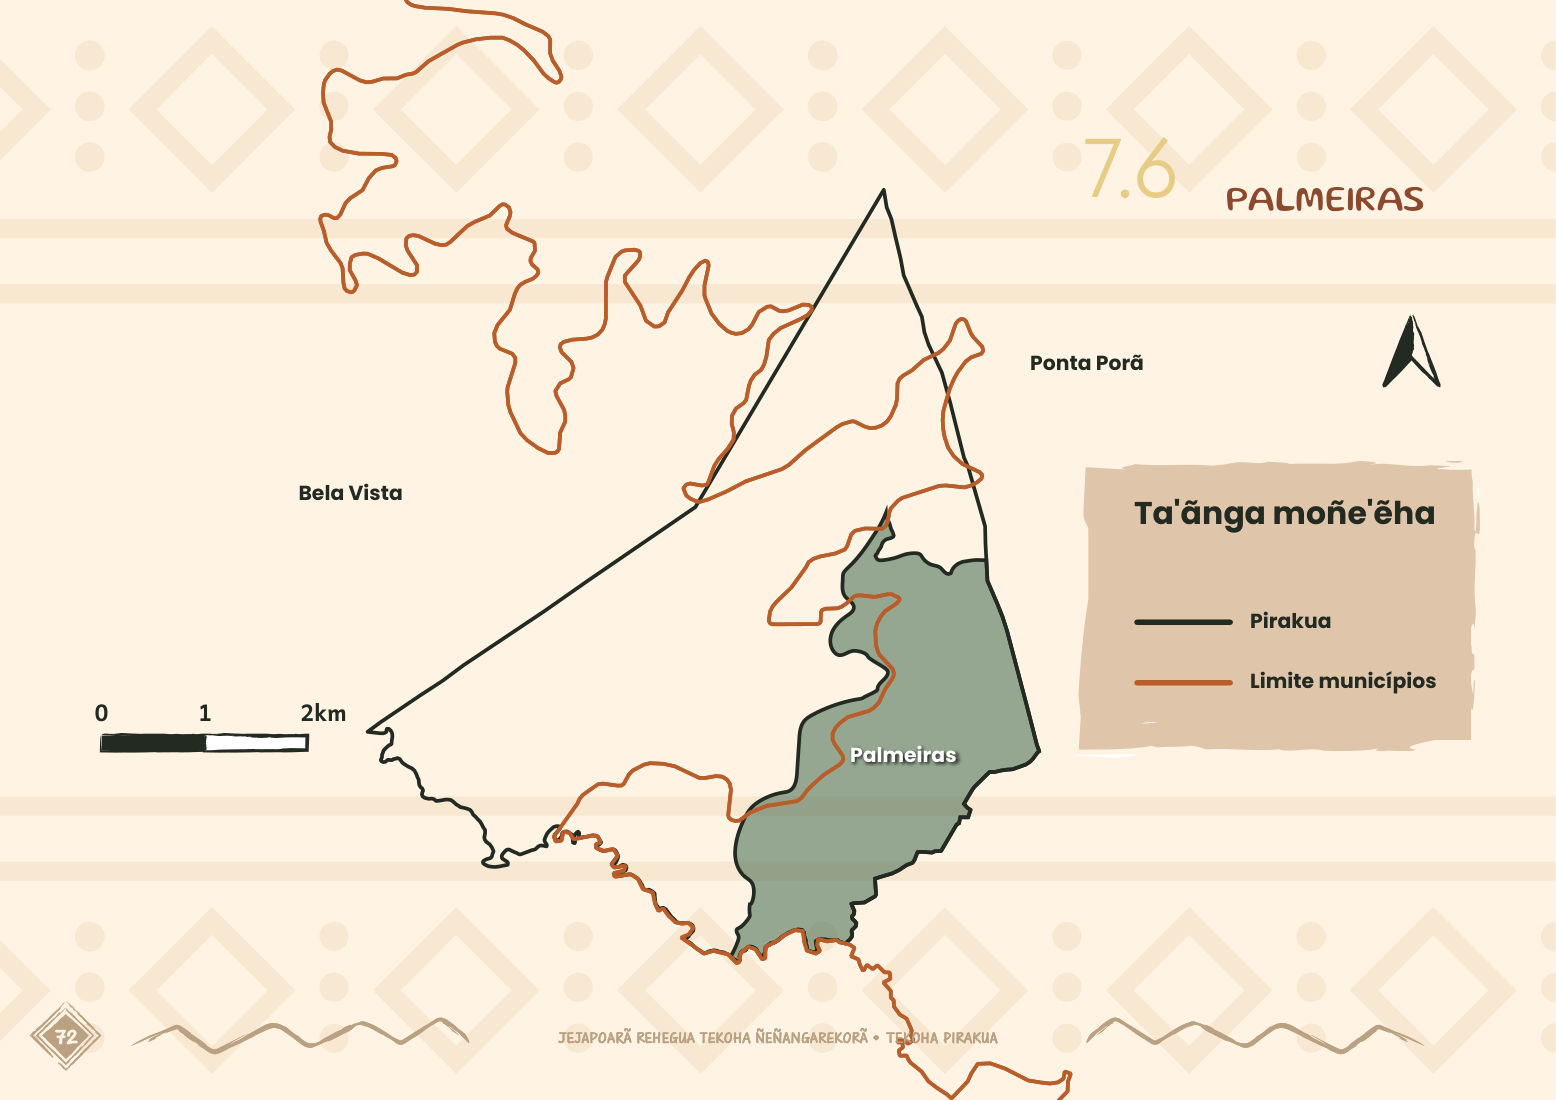 7.6 PALMEIRAS
Ponta Porã
Bela Vista
Ta'ãnga moñe'ẽha
Pirakua
Limite municípios
0 1 2km
Palmeiras
72
JEJAPOARÃ REHEGUA TEKOHA ÑEÑANGAREKORÃ • TEKOHA PIRAKUA